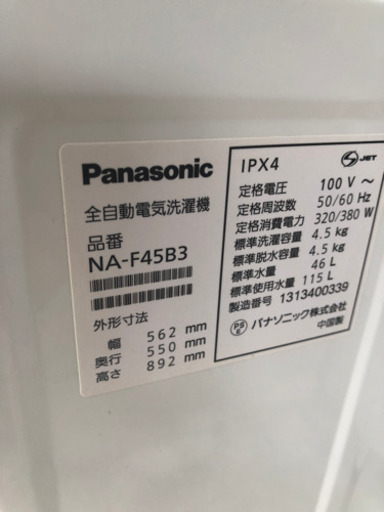 Panasonic
全自動電気洗濯機
品番
NA-F45B3
外形寸法
幅 562 mm
奥行 550 mm
高さ 892 mm
IPX4
S JET
定格電圧 100 V ～
定格周波数 50/60 Hz
定格消費電力 320/380 W
標準洗濯容量 4.5 kg
標準脱水容量 4.5 kg
標準水量 46 L
標準使用水量 115 L
製造番号 1313400339
PS E パナソニック株式会社
中国製